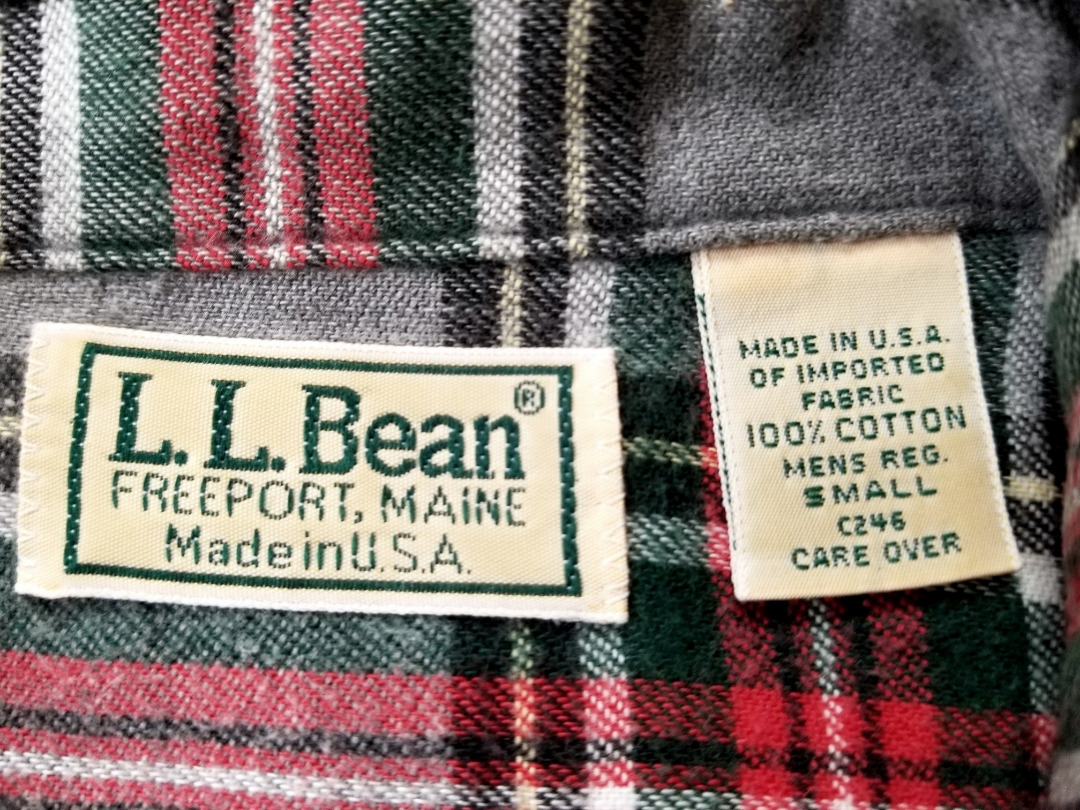 L.L.Bean®
FREEPORT, MAINE
Made in U.S.A.
MADE IN U.S.A.
OF IMPORTED
FABRIC
100% COTTON
MENS REG.
SMALL
C246
CARE OVER